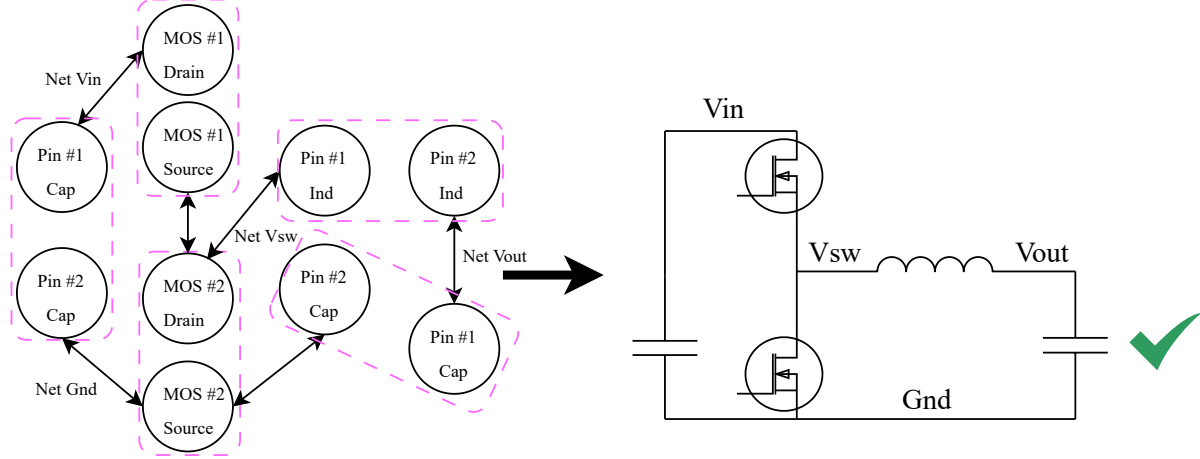 MOS #1
Drain
Net Vin
MOS #1
Source
Pin #1
Cap
Pin #1
Ind
Pin #2
Ind
Net Vsw
Net Vout
Pin #2
Cap
MOS #2
Drain
Pin #2
Cap
Pin #1
Cap
Net Gnd
MOS #2
Source
Vin
Vsw
Vout
Gnd